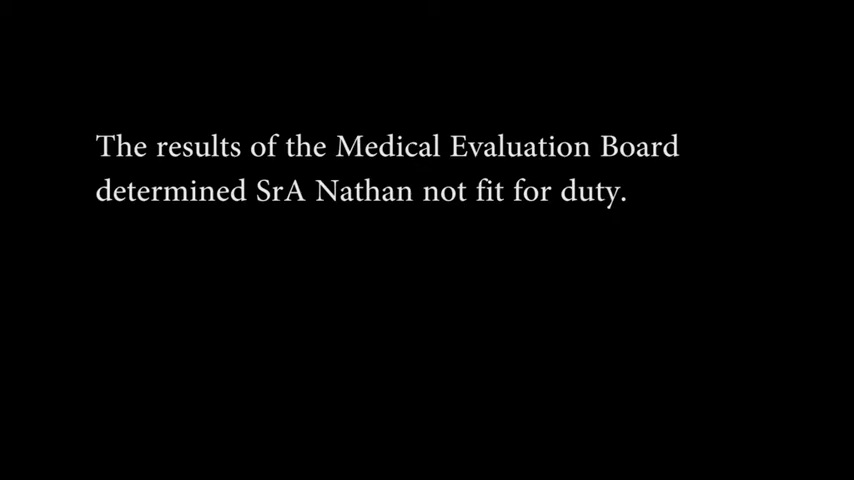 The results of the Medical Evaluation Board
determined SrA Nathan not fit for duty.